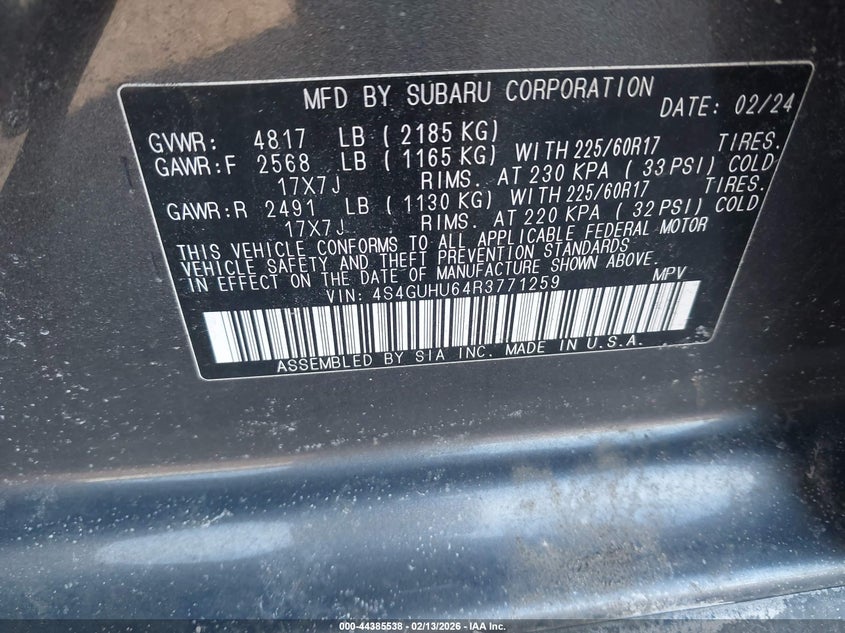 MFD BY SUBARU CORPORATION
DATE: 02/24
GVWR: 4817 LB ( 2185 KG)
GAWR:F 2568 LB ( 1165 KG) WITH 225/60R17 TIRES.
17X7J RIMS. AT 230 KPA ( 33 PSI) COLD
GAWR:R 2491 LB ( 1130 KG) WITH 225/60R17 TIRES.
17X7J RIMS. AT 220 KPA ( 32 PSI) COLD
THIS VEHICLE CONFORMS TO ALL APPLICABLE FEDERAL MOTOR
VEHICLE SAFETY AND THEFT PREVENTION STANDARDS
IN EFFECT ON THE DATE OF MANUFACTURE SHOWN ABOVE.
VIN: 4S4GUHU64R3771259 MPV
ASSEMBLED BY SIA INC. MADE IN U.S.A.
000-44385538 - 02/13/2026 - IAA Inc.